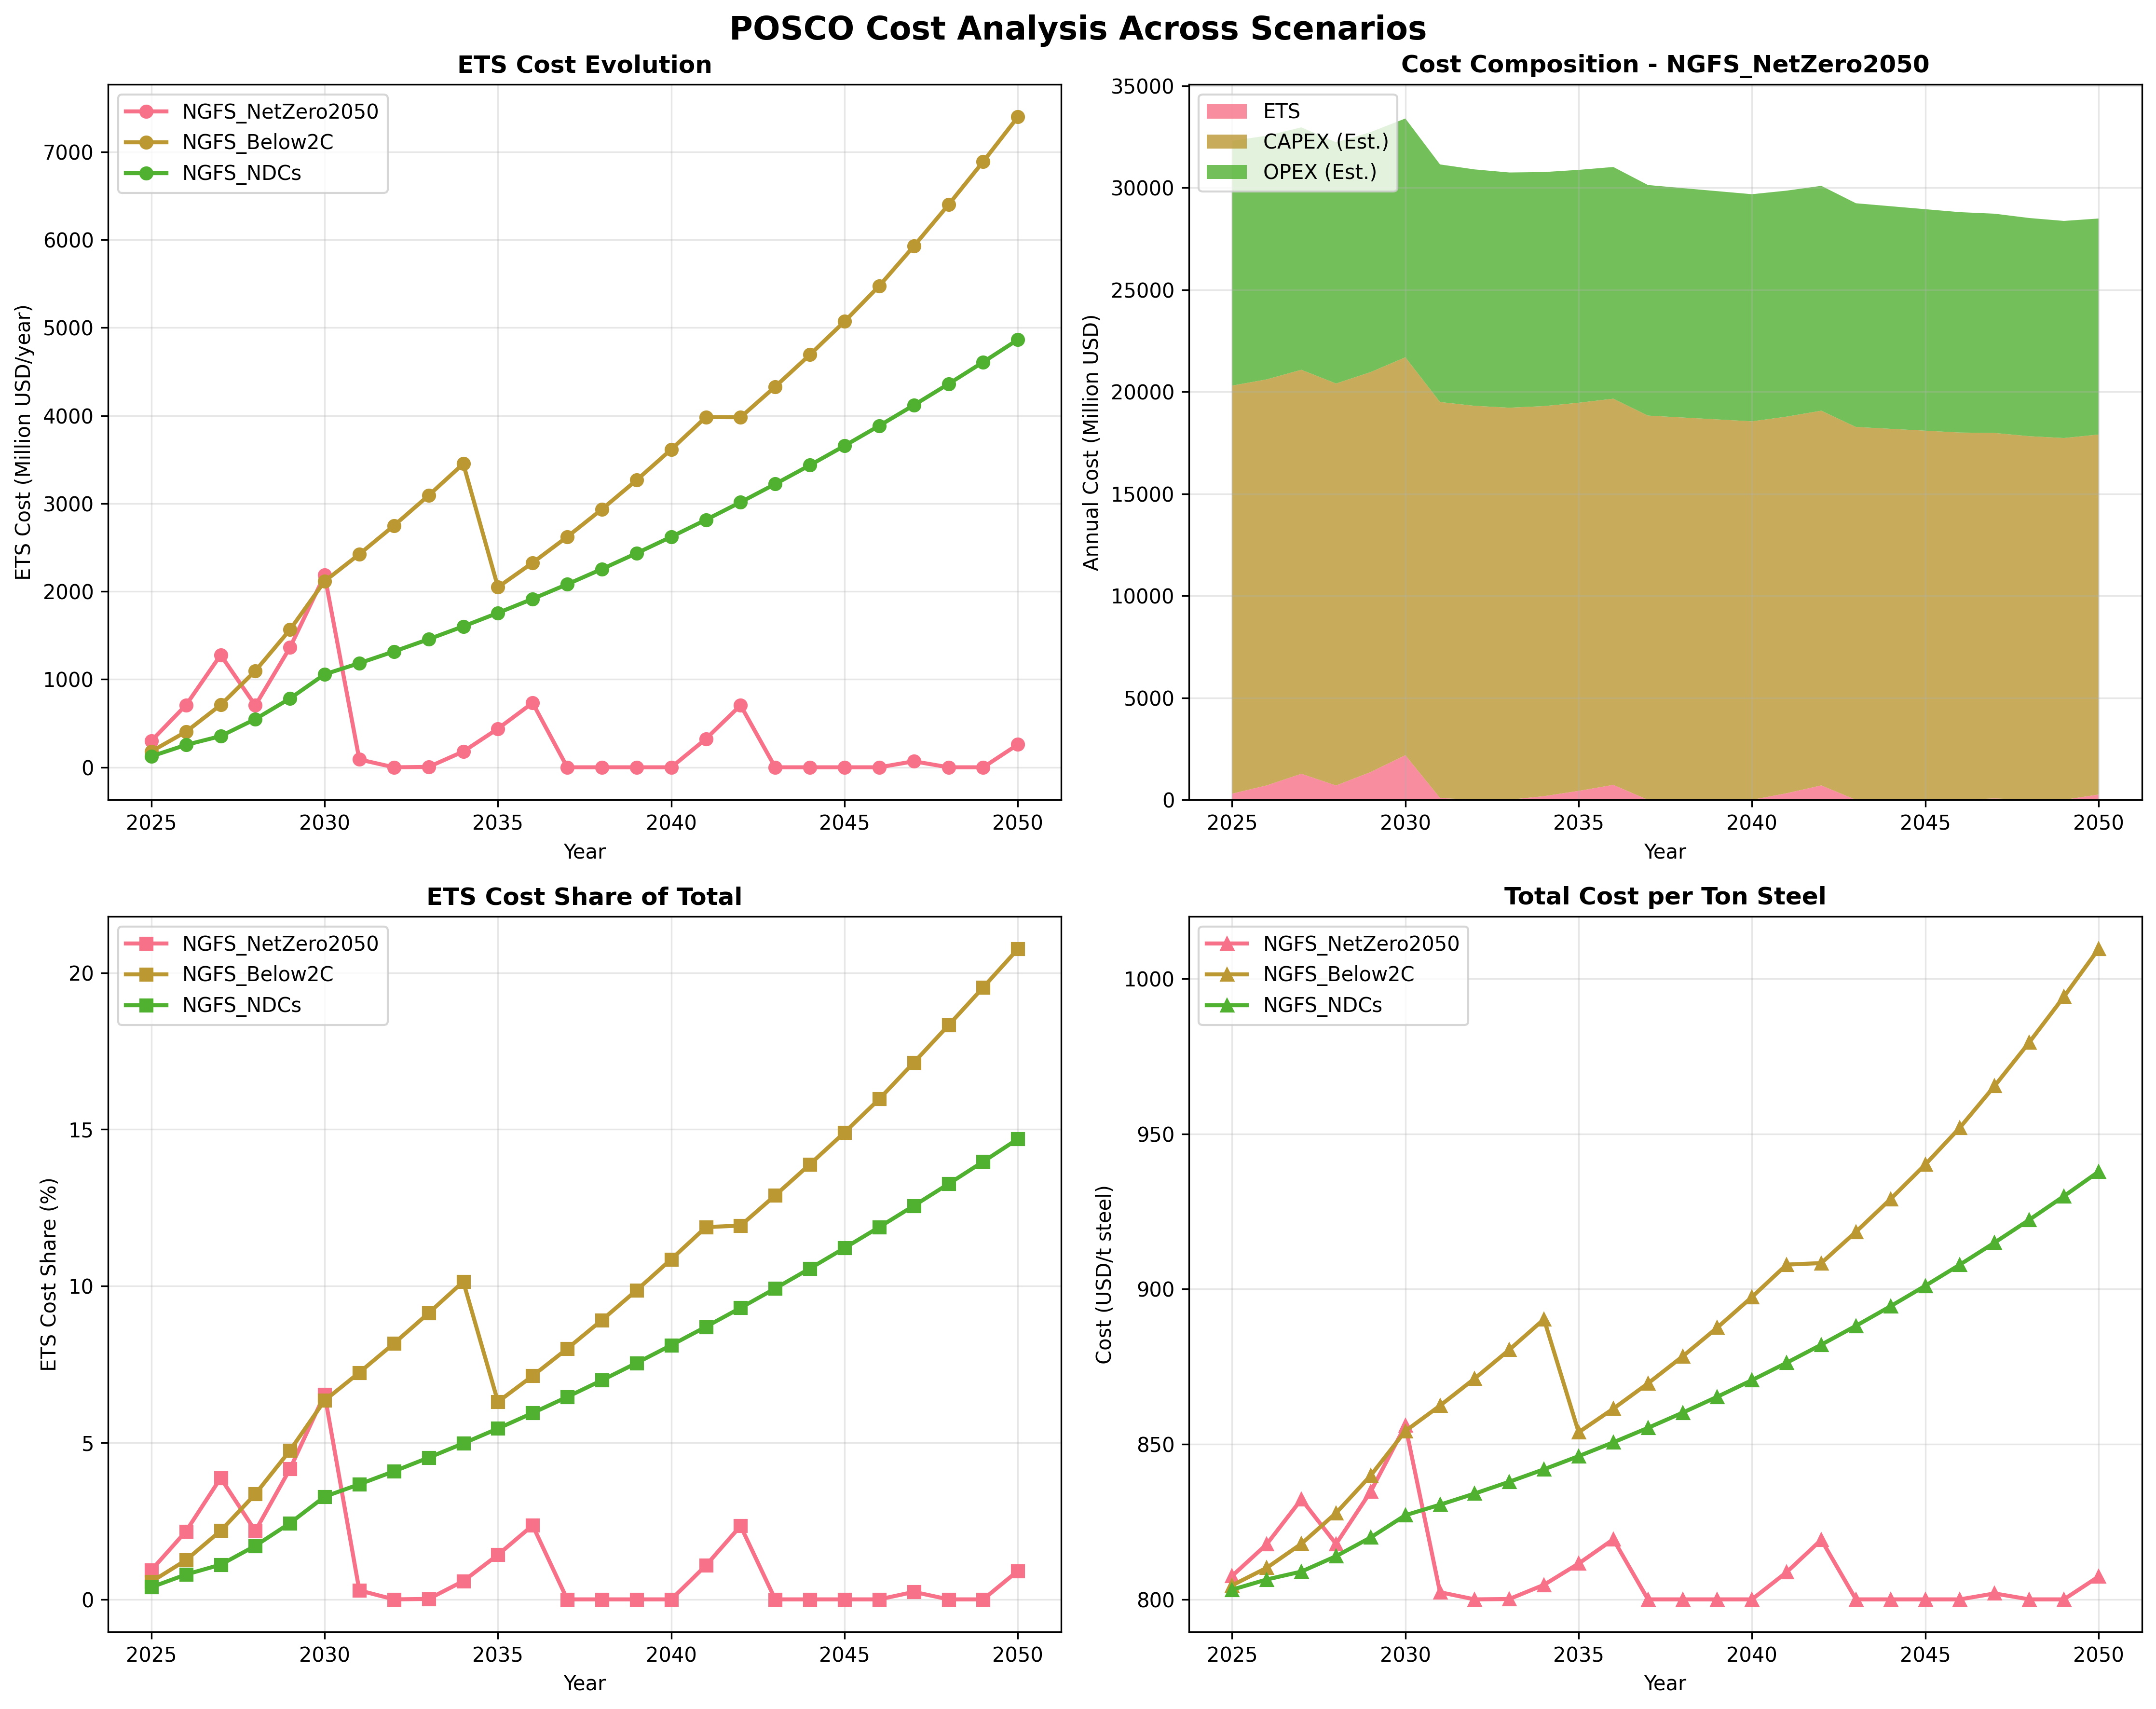 POSCO Cost Analysis Across Scenarios
ETS Cost Evolution
NGFS_NetZero2050
NGFS_Below2C
NGFS_NDCs
ETS Cost (Million USD/year)
7000
6000
5000
4000
3000
2000
1000
0
2025 2030 2035 2040 2045 2050
Year
Cost Composition - NGFS_NetZero2050
ETS
CAPEX (Est.)
OPEX (Est.)
Annual Cost (Million USD)
35000
30000
25000
20000
15000
10000
5000
0
2025 2030 2035 2040 2045 2050
Year
ETS Cost Share of Total
NGFS_NetZero2050
NGFS_Below2C
NGFS_NDCs
ETS Cost Share (%)
20
15
10
5
0
2025 2030 2035 2040 2045 2050
Year
Total Cost per Ton Steel
NGFS_NetZero2050
NGFS_Below2C
NGFS_NDCs
Cost (USD/t steel)
1000
950
900
850
800
2025 2030 2035 2040 2045 2050
Year